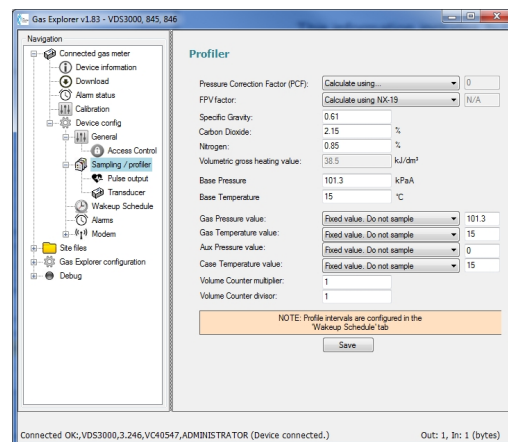 Gas Explorer v1.83 - VDS3000, 845, 846
Navigation
Connected gas meter
Device information
Download
Alarm status
Calibration
Device config
General
Access Control
Sampling / profiler
Pulse output
Transducer
Wakeup Schedule
Alarms
Modem
Site files
Gas Explorer configuration
Debug
Profiler
Pressure Correction Factor (PCF): Calculate using... 0
FPV factor: Calculate using NX-19 N/A
Specific Gravity: 0.61
Carbon Dioxide: 2.15 %
Nitrogen: 0.85 %
Volumetric gross heating value: 38.5 kJ/dm³
Base Pressure 101.3 kPaA
Base Temperature 15 °C
Gas Pressure value: Fixed value. Do not sample 101.3
Gas Temperature value: Fixed value. Do not sample 15
Aux Pressure value: Fixed value. Do not sample 0
Case Temperature value: Fixed value. Do not sample 15
Volume Counter multiplier: 1
Volume Counter divisor: 1
NOTE: Profile intervals are configured in the
'Wakeup Schedule' tab
Save
Connected OK:,VDS3000,3.246,VC40547,ADMINISTRATOR (Device connected.) Out: 1, In: 1 (bytes)